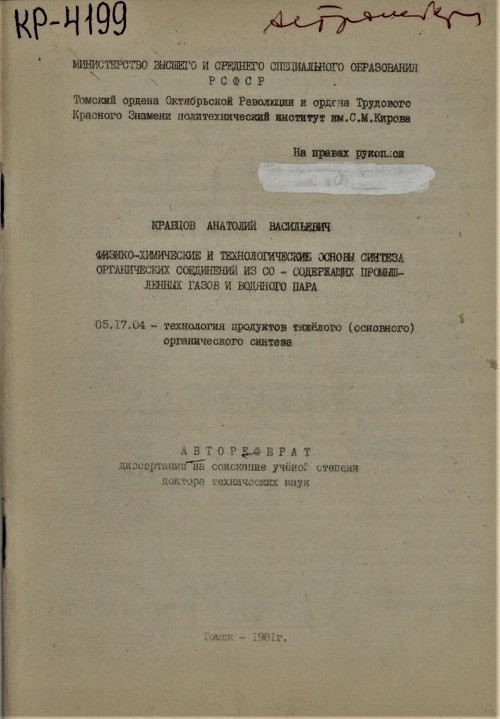 КР-4199
МИНИСТЕРСТВО ВЫСШЕГО И СРЕДНЕГО СПЕЦИАЛЬНОГО ОБРАЗОВАНИЯ
РСФСР
Томский ордена Октябрьской Революции и ордена Трудового
Красного Знамени политехнический институт им.С.М.Кирова
На правах рукописи
КРАВЦОВ АНАТОЛИЙ ВАСИЛЬЕВИЧ
ФИЗИКО-ХИМИЧЕСКИЕ И ТЕХНОЛОГИЧЕСКИЕ ОСНОВЫ СИНТЕЗА
ОРГАНИЧЕСКИХ СОЕДИНЕНИЙ ИЗ СО - СОДЕРЖАЩИХ ПРОМЫШ-
ЛЕННЫХ ГАЗОВ И ВОДЯНОГО ПАРА
05.17.04 - технология продуктов тяжёлого (основного)
органического синтеза
АВТОРЕФЕРАТ
диссертации на соискание учёной степени
доктора технических наук
Томск - 1981г.